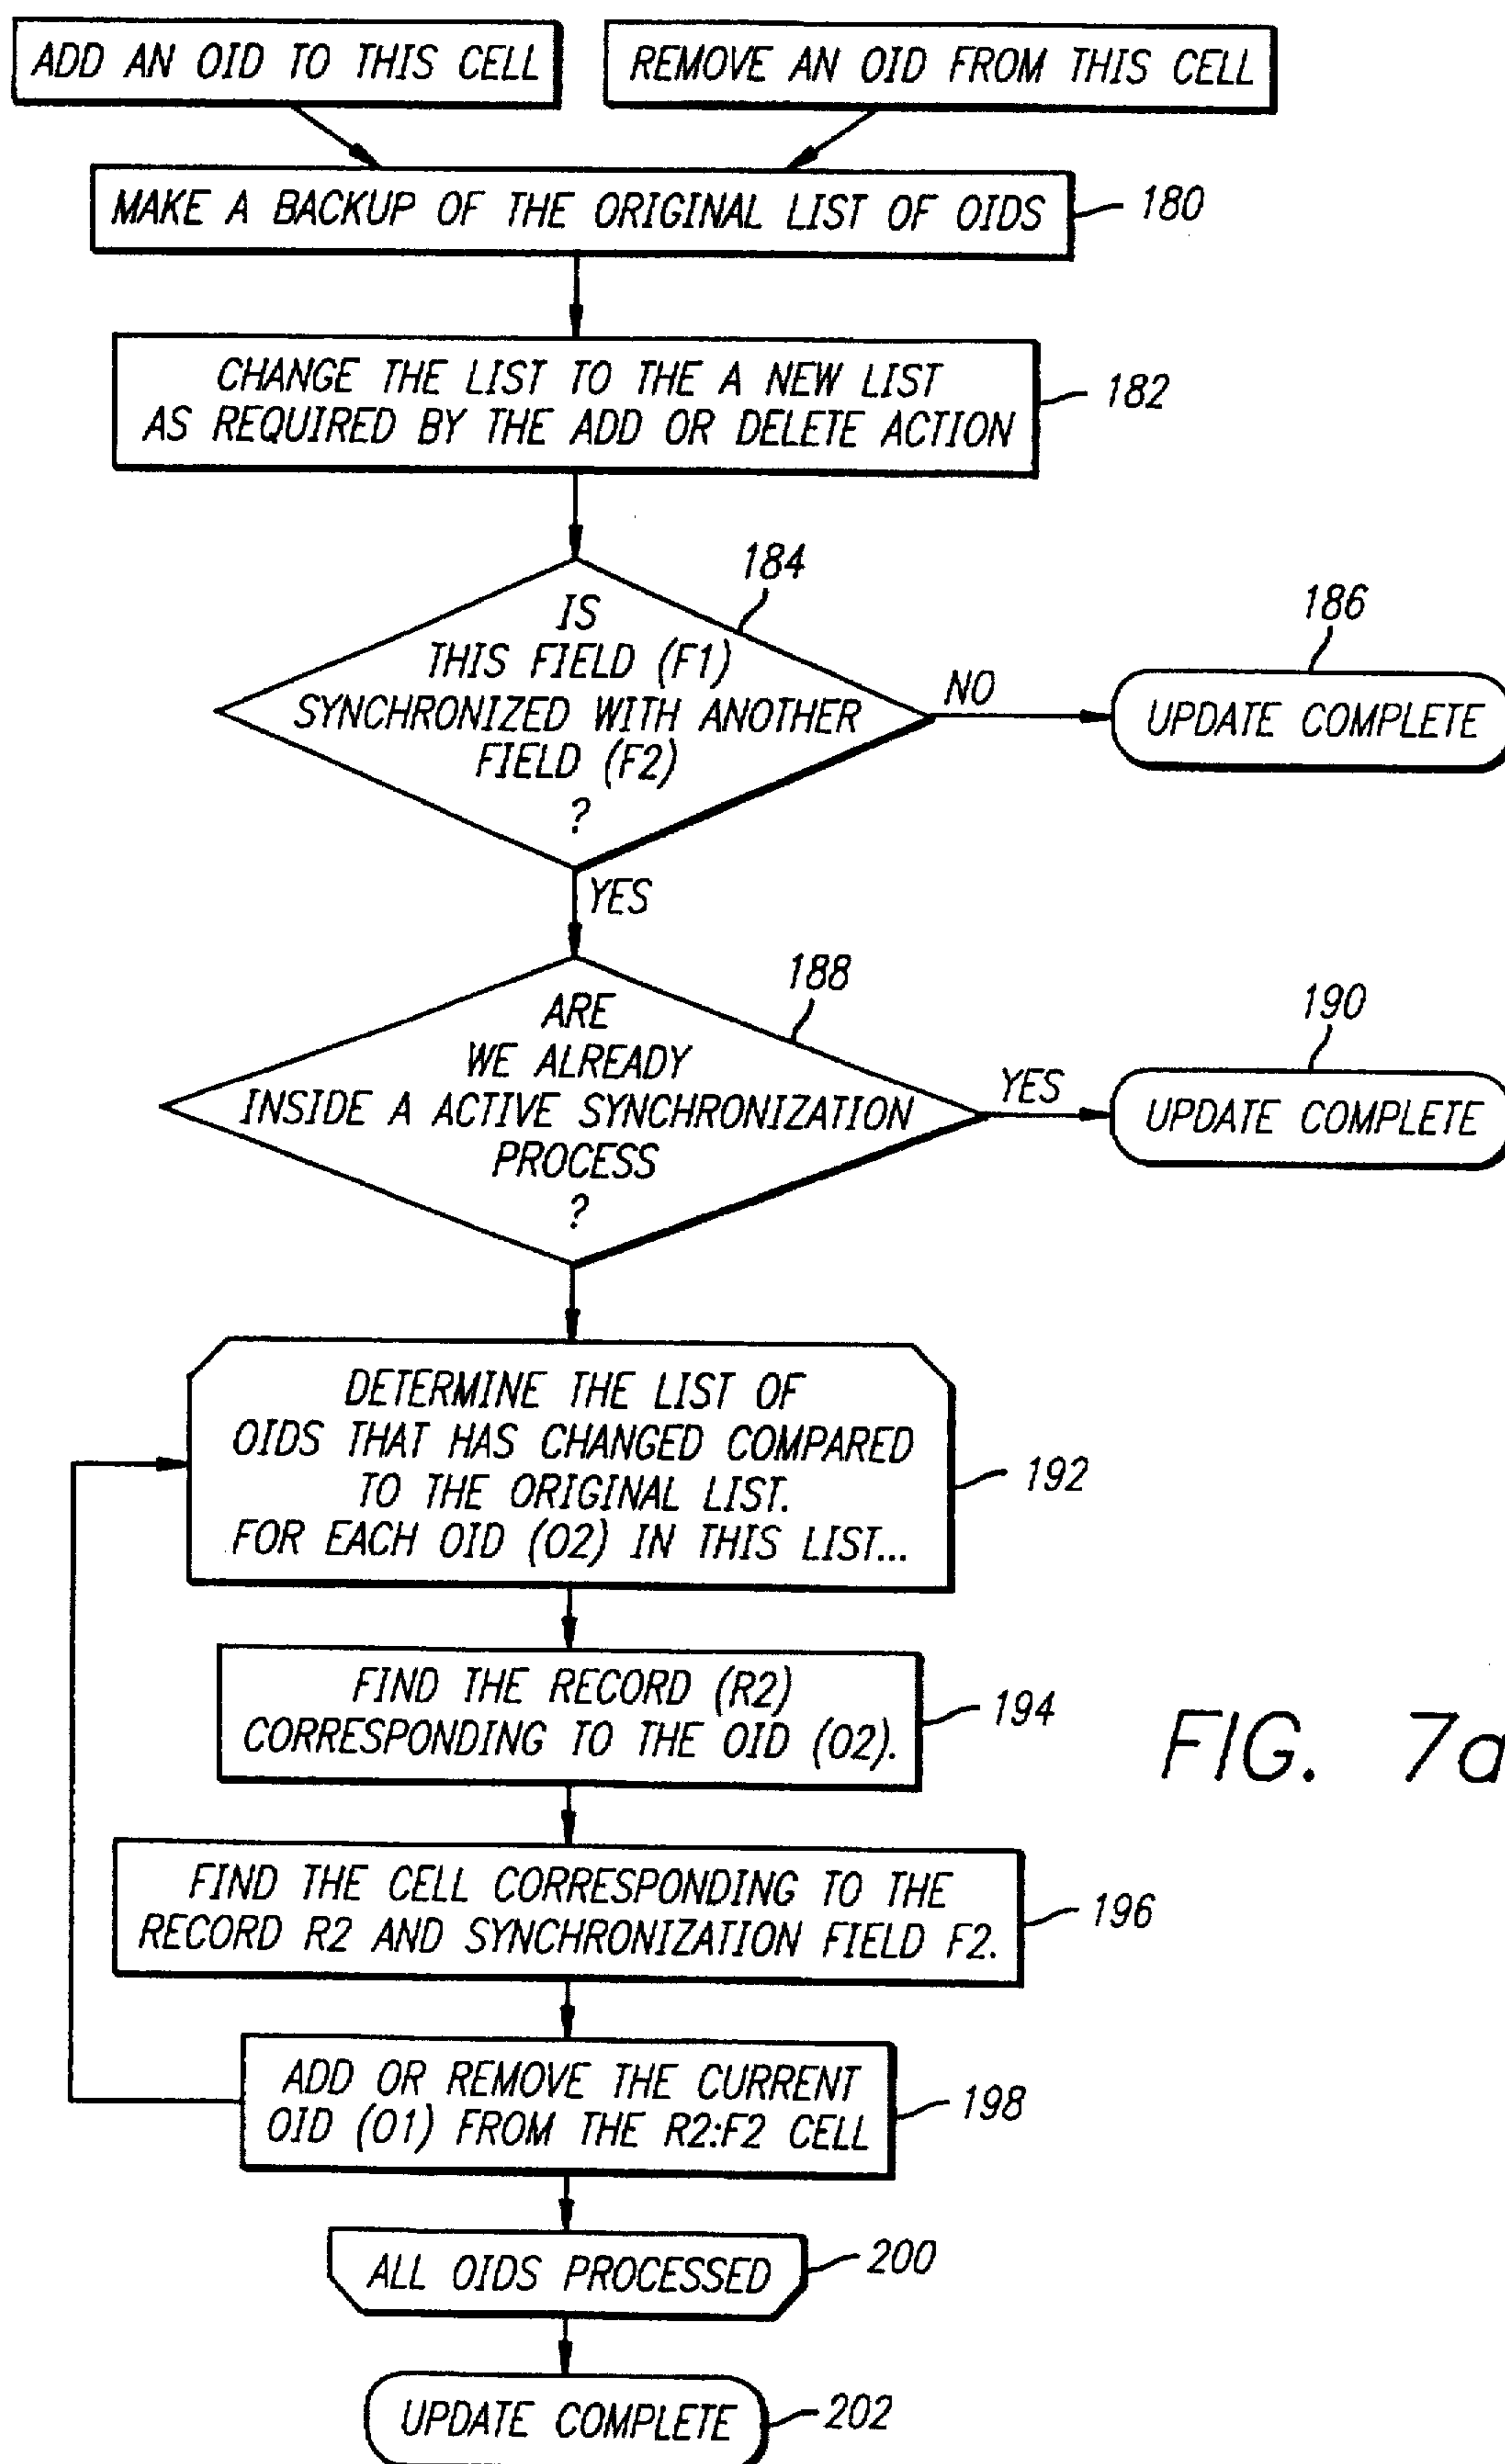 ADD AN OID TO THIS CELL
REMOVE AN OID FROM THIS CELL
MAKE A BACKUP OF THE ORIGINAL LIST OF OIDS
180
CHANGE THE LIST TO THE A NEW LIST
AS REQUIRED BY THE ADD OR DELETE ACTION
182
184
IS
THIS FIELD (F1)
SYNCHRONIZED WITH ANOTHER
FIELD (F2)
?
NO
186
UPDATE COMPLETE
YES
188
ARE
WE ALREADY
INSIDE A ACTIVE SYNCHRONIZATION
PROCESS
?
YES
190
UPDATE COMPLETE
DETERMINE THE LIST OF
OIDS THAT HAS CHANGED COMPARED
TO THE ORIGINAL LIST.
FOR EACH OID (O2) IN THIS LIST...
192
FIND THE RECORD (R2)
CORRESPONDING TO THE OID (O2).
194
FIG. 7a
FIND THE CELL CORRESPONDING TO THE
RECORD R2 AND SYNCHRONIZATION FIELD F2.
196
ADD OR REMOVE THE CURRENT
OID (O1) FROM THE R2:F2 CELL
198
ALL OIDS PROCESSED
200
UPDATE COMPLETE
202